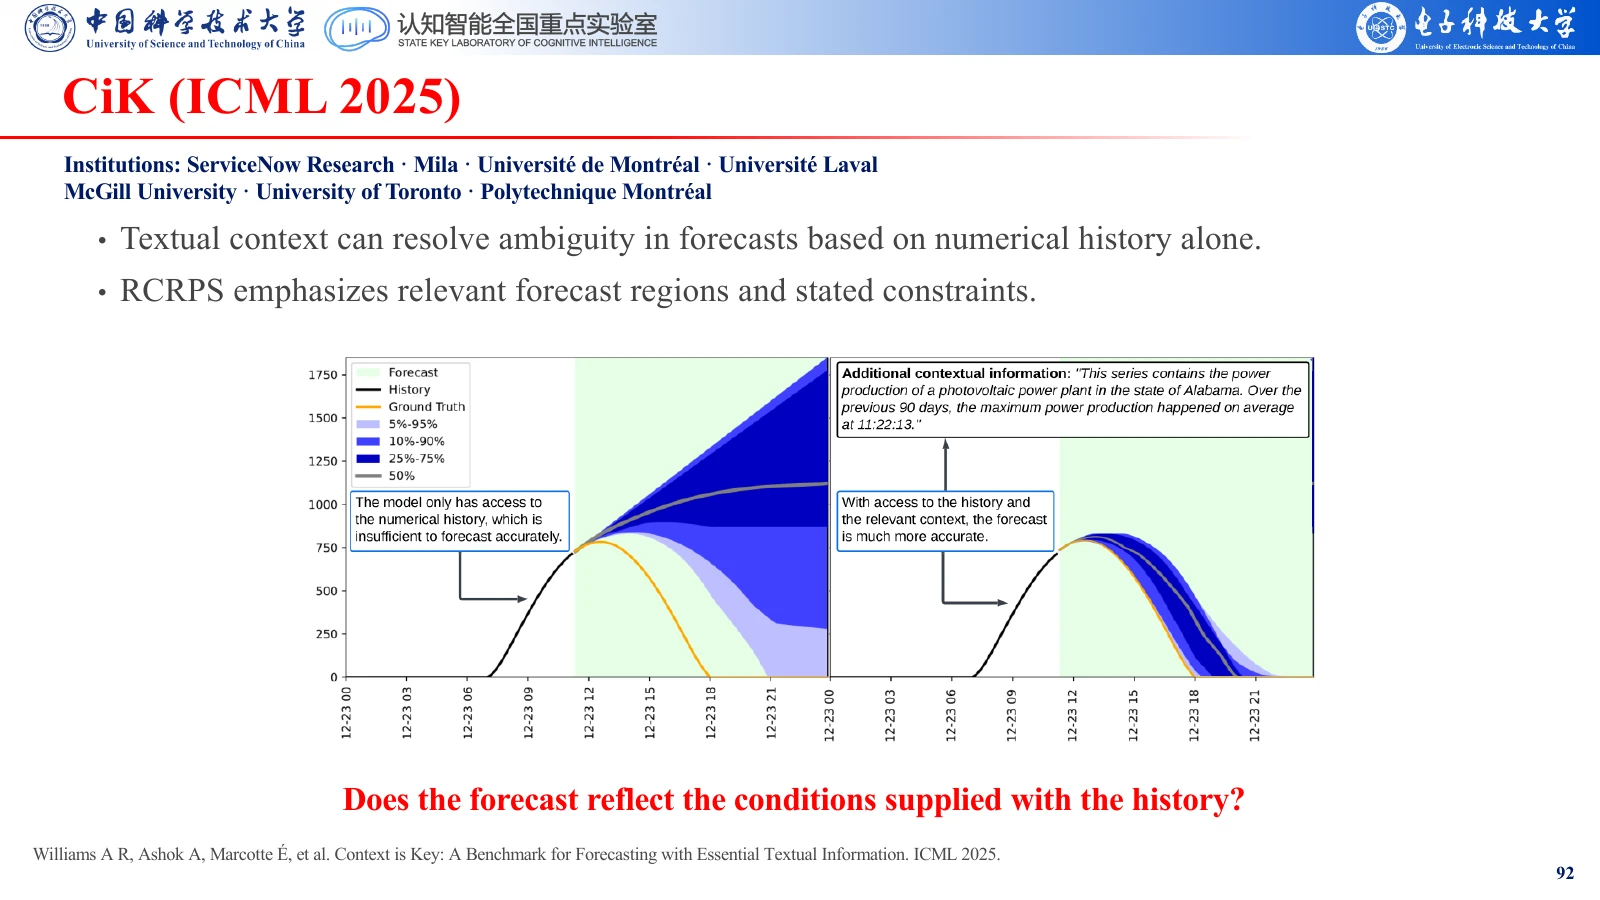 中国科学技术大学
University of Science and Technology of China
认知智能全国重点实验室
STATE KEY LABORATORY OF COGNITIVE INTELLIGENCE
电子科技大学
University of Electronic Science and Technology of China
CiK (ICML 2025)
Institutions: ServiceNow Research · Mila · Université de Montréal · Université Laval
McGill University · University of Toronto · Polytechnique Montréal
• Textual context can resolve ambiguity in forecasts based on numerical history alone.
• RCRPS emphasizes relevant forecast regions and stated constraints.
1750
1500
1250
1000
750
500
250
0
Forecast
History
Ground Truth
5%-95%
10%-90%
25%-75%
50%
The model only has access to
the numerical history, which is
insufficient to forecast accurately.
12-23 00
12-23 03
12-23 06
12-23 09
12-23 12
12-23 15
12-23 18
12-23 21
Additional contextual information: "This series contains the power
production of a photovoltaic power plant in the state of Alabama. Over the
previous 90 days, the maximum power production happened on average
at 11:22:13."
With access to the history and
the relevant context, the forecast
is much more accurate.
12-23 00
12-23 03
12-23 06
12-23 09
12-23 12
12-23 15
12-23 18
12-23 21
Does the forecast reflect the conditions supplied with the history?
Williams A R, Ashok A, Marcotte É, et al. Context is Key: A Benchmark for Forecasting with Essential Textual Information. ICML 2025.
92